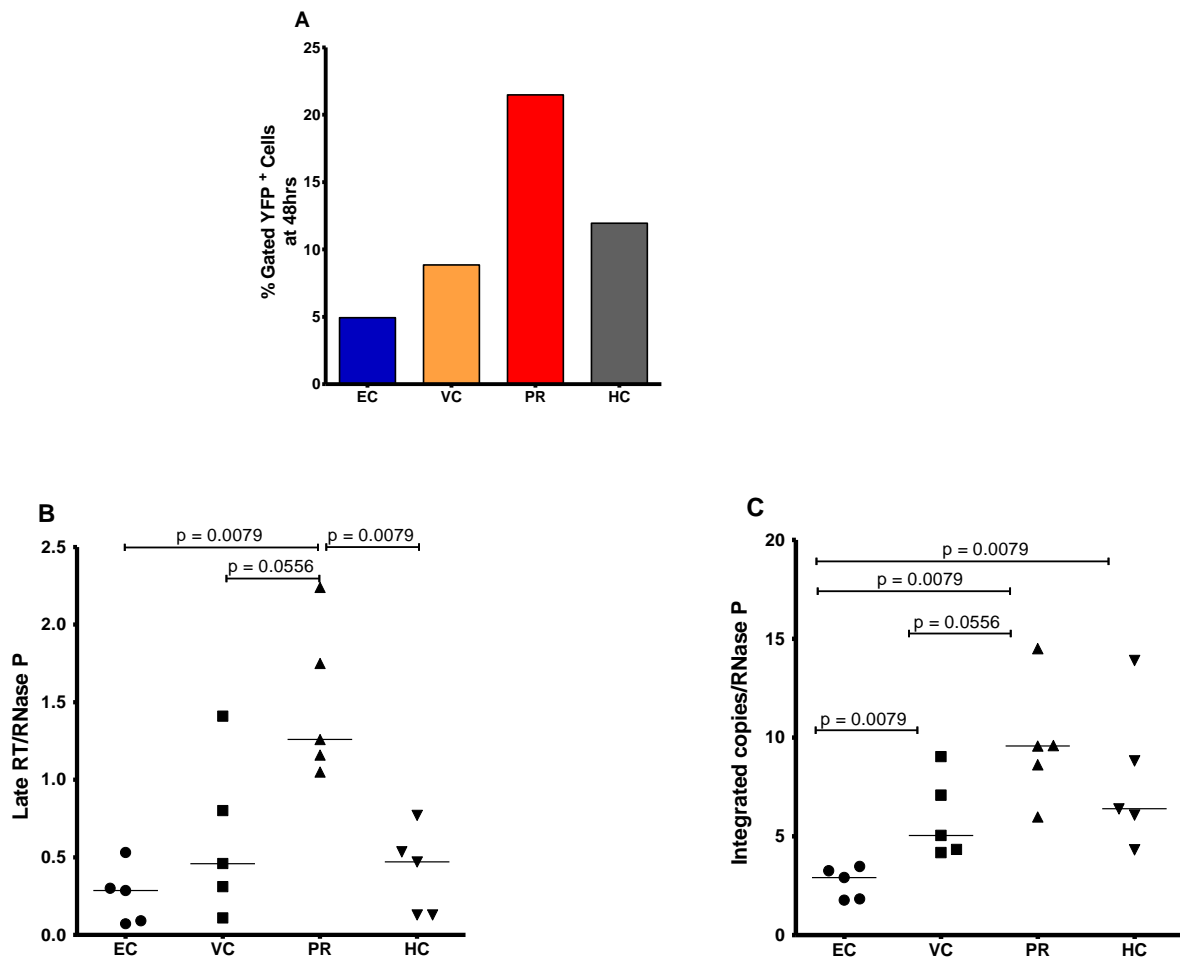 A
25
20
15
10
5
0
% Gated YFP + Cells
at 48hrs
EC VC PR HC
B
p = 0.0079 p = 0.0079
p = 0.0556
2.5
2.0
1.5
1.0
0.5
0.0
Late RT/RNase P
EC VC PR HC
C
p = 0.0079
p = 0.0079
p = 0.0556
p = 0.0079
20
15
10
5
0
Integrated copies/RNase P
EC VC PR HC